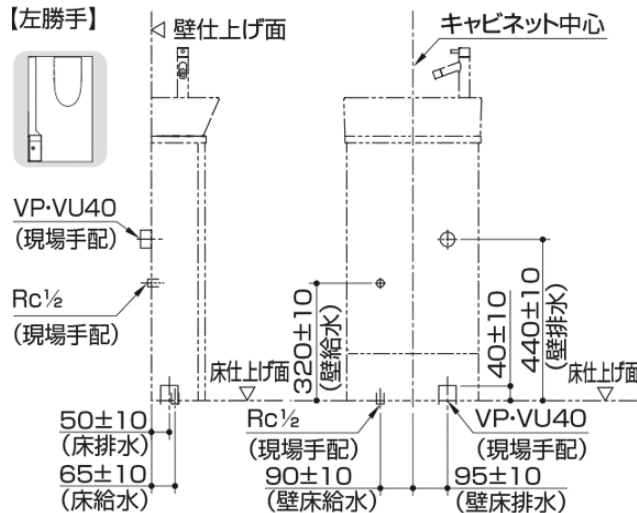 【左勝手】
壁仕上げ面
キャビネット中心
VP･VU40
(現場手配)
Rc½
(現場手配)
320±10
(壁給水)
40±10
440±10
(壁排水)
床仕上げ面
床仕上げ面
50±10
(床排水)
65±10
(床給水)
Rc½
(現場手配)
90±10
(壁床給水)
VP･VU40
(現場手配)
95±10
(壁床排水)